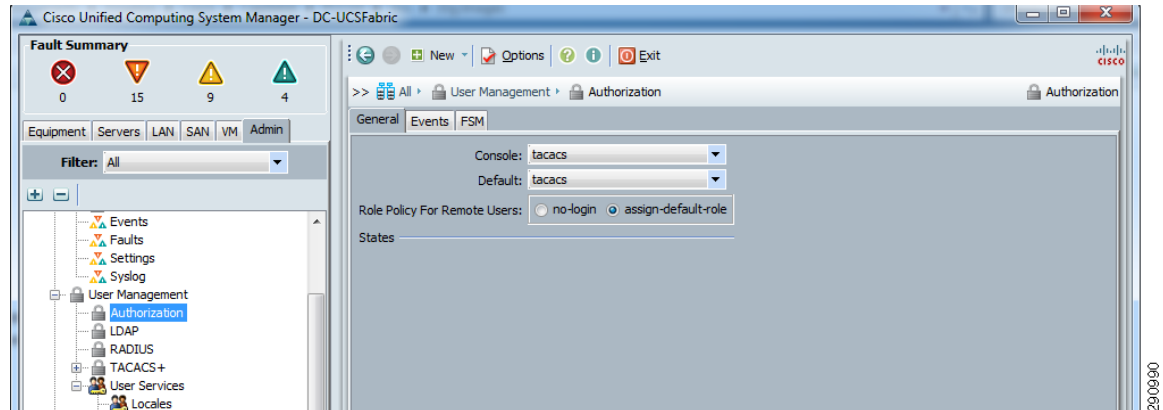 Cisco Unified Computing System Manager - DC-UCSFabric
Fault Summary
0 15 9 4
Equipment Servers LAN SAN VM Admin
Filter: All
Events
Faults
Settings
Syslog
User Management
Authorization
LDAP
RADIUS
TACACS+
User Services
Locales
New Options Exit
CISCO
>> All User Management Authorization
Authorization
General Events FSM
Console: tacacs
Default: tacacs
Role Policy For Remote Users: no-login assign-default-role
States
290990